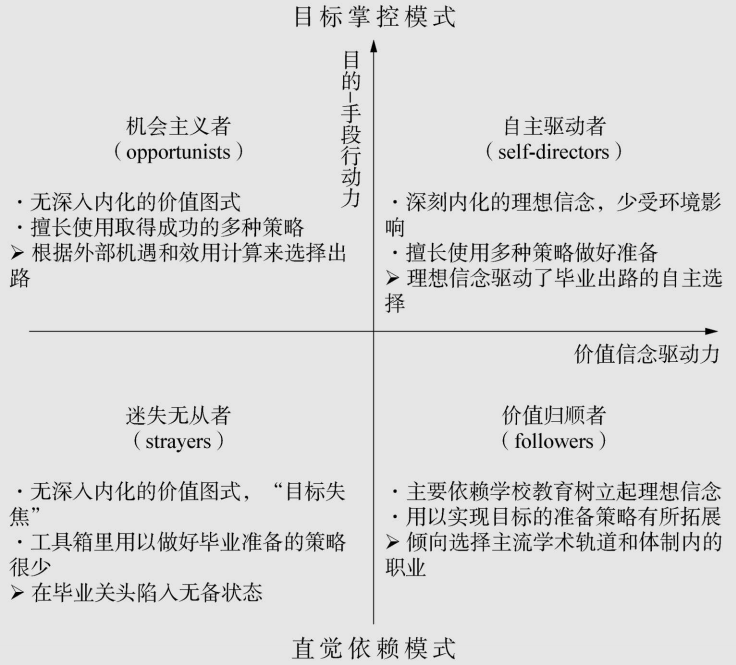 目标掌控模式
目的-手段行动力
机会主义者
（opportunists）
·无深入内化的价值图式
·擅长使用取得成功的多种策略
➢根据外部机遇和效用计算来选择出
路
自主驱动者
（self-directors）
·深刻内化的理想信念，少受环境影
响
·擅长使用多种策略做好准备
➢理想信念驱动了毕业出路的自主选
择
价值信念驱动力
迷失无从者
（strayers）
·无深入内化的价值图式，“目标失
焦”
·工具箱里用以做好毕业准备的策略
很少
➢在毕业关头陷入无备状态
价值归顺者
（followers）
·主要依赖学校教育树立起理想信念
·用以实现目标的准备策略有所拓展
➢倾向选择主流学术轨道和体制内的
职业
直觉依赖模式